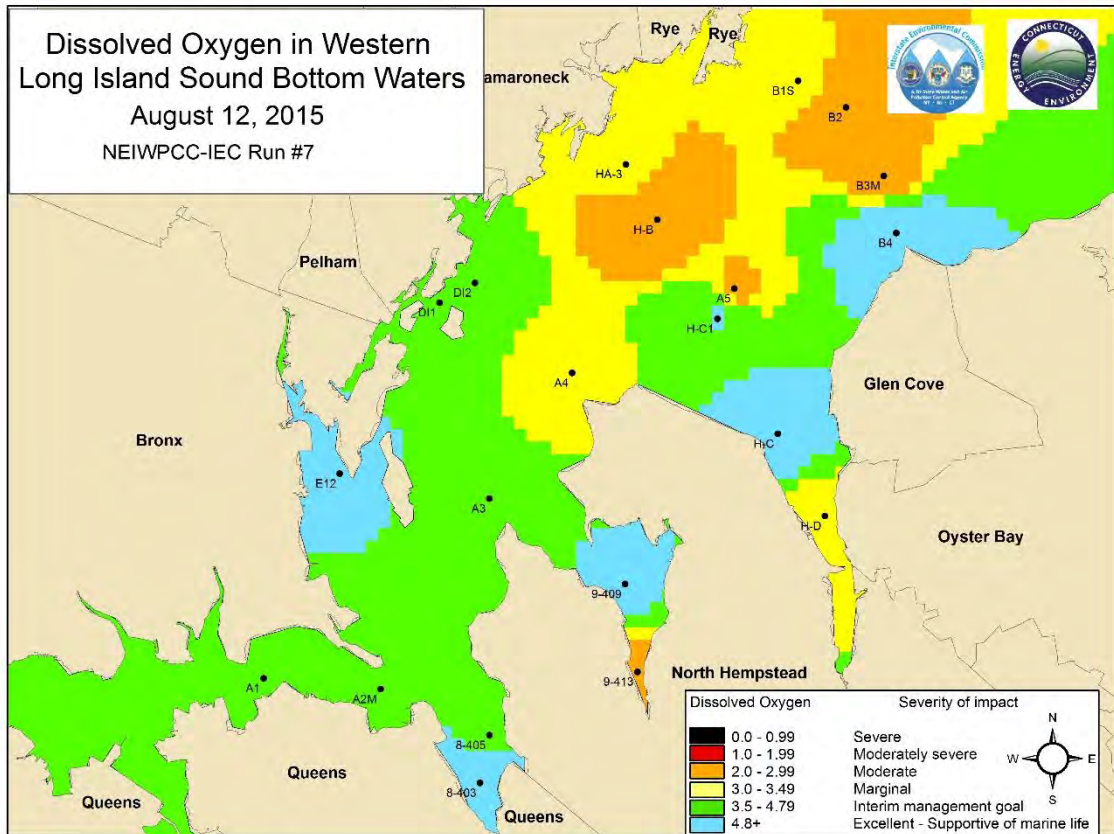 Dissolved Oxygen in Western
Long Island Sound Bottom Waters
August 12, 2015
NEIWPCC-IEC Run #7
Rye
Rye
amaroneck
Interstate Environmental Commission
CONNECTICUT
ENERGY
ENVIRONMENT
B1S
B2
HA-3
B3M
H-B
B4
Pelham
DI2
DI1
A5
H-C1
A4
Glen Cove
Bronx
H-C
E12
A3
H-D
Oyster Bay
9-409
North Hempstead
9-413
A1
A2M
8-405
Queens
8-403
Queens
Queens
Dissolved Oxygen Severity of impact
0.0 - 0.99 Severe
1.0 - 1.99 Moderately severe
2.0 - 2.99 Moderate
3.0 - 3.49 Marginal
3.5 - 4.79 Interim management goal
4.8+ Excellent - Supportive of marine life
N
W E
S